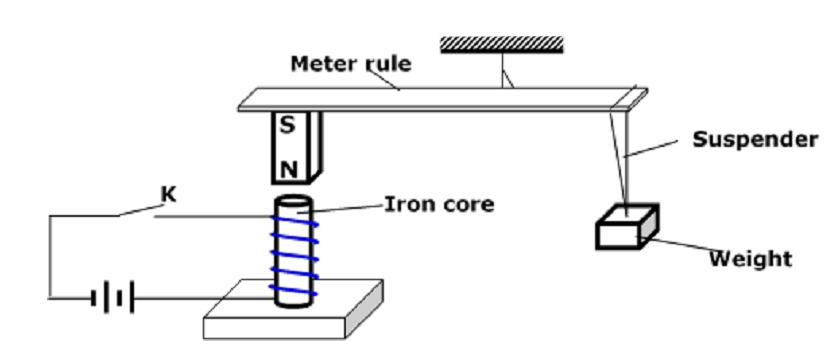 Meter rule
S
Suspender
N
K
Iron core
Weight